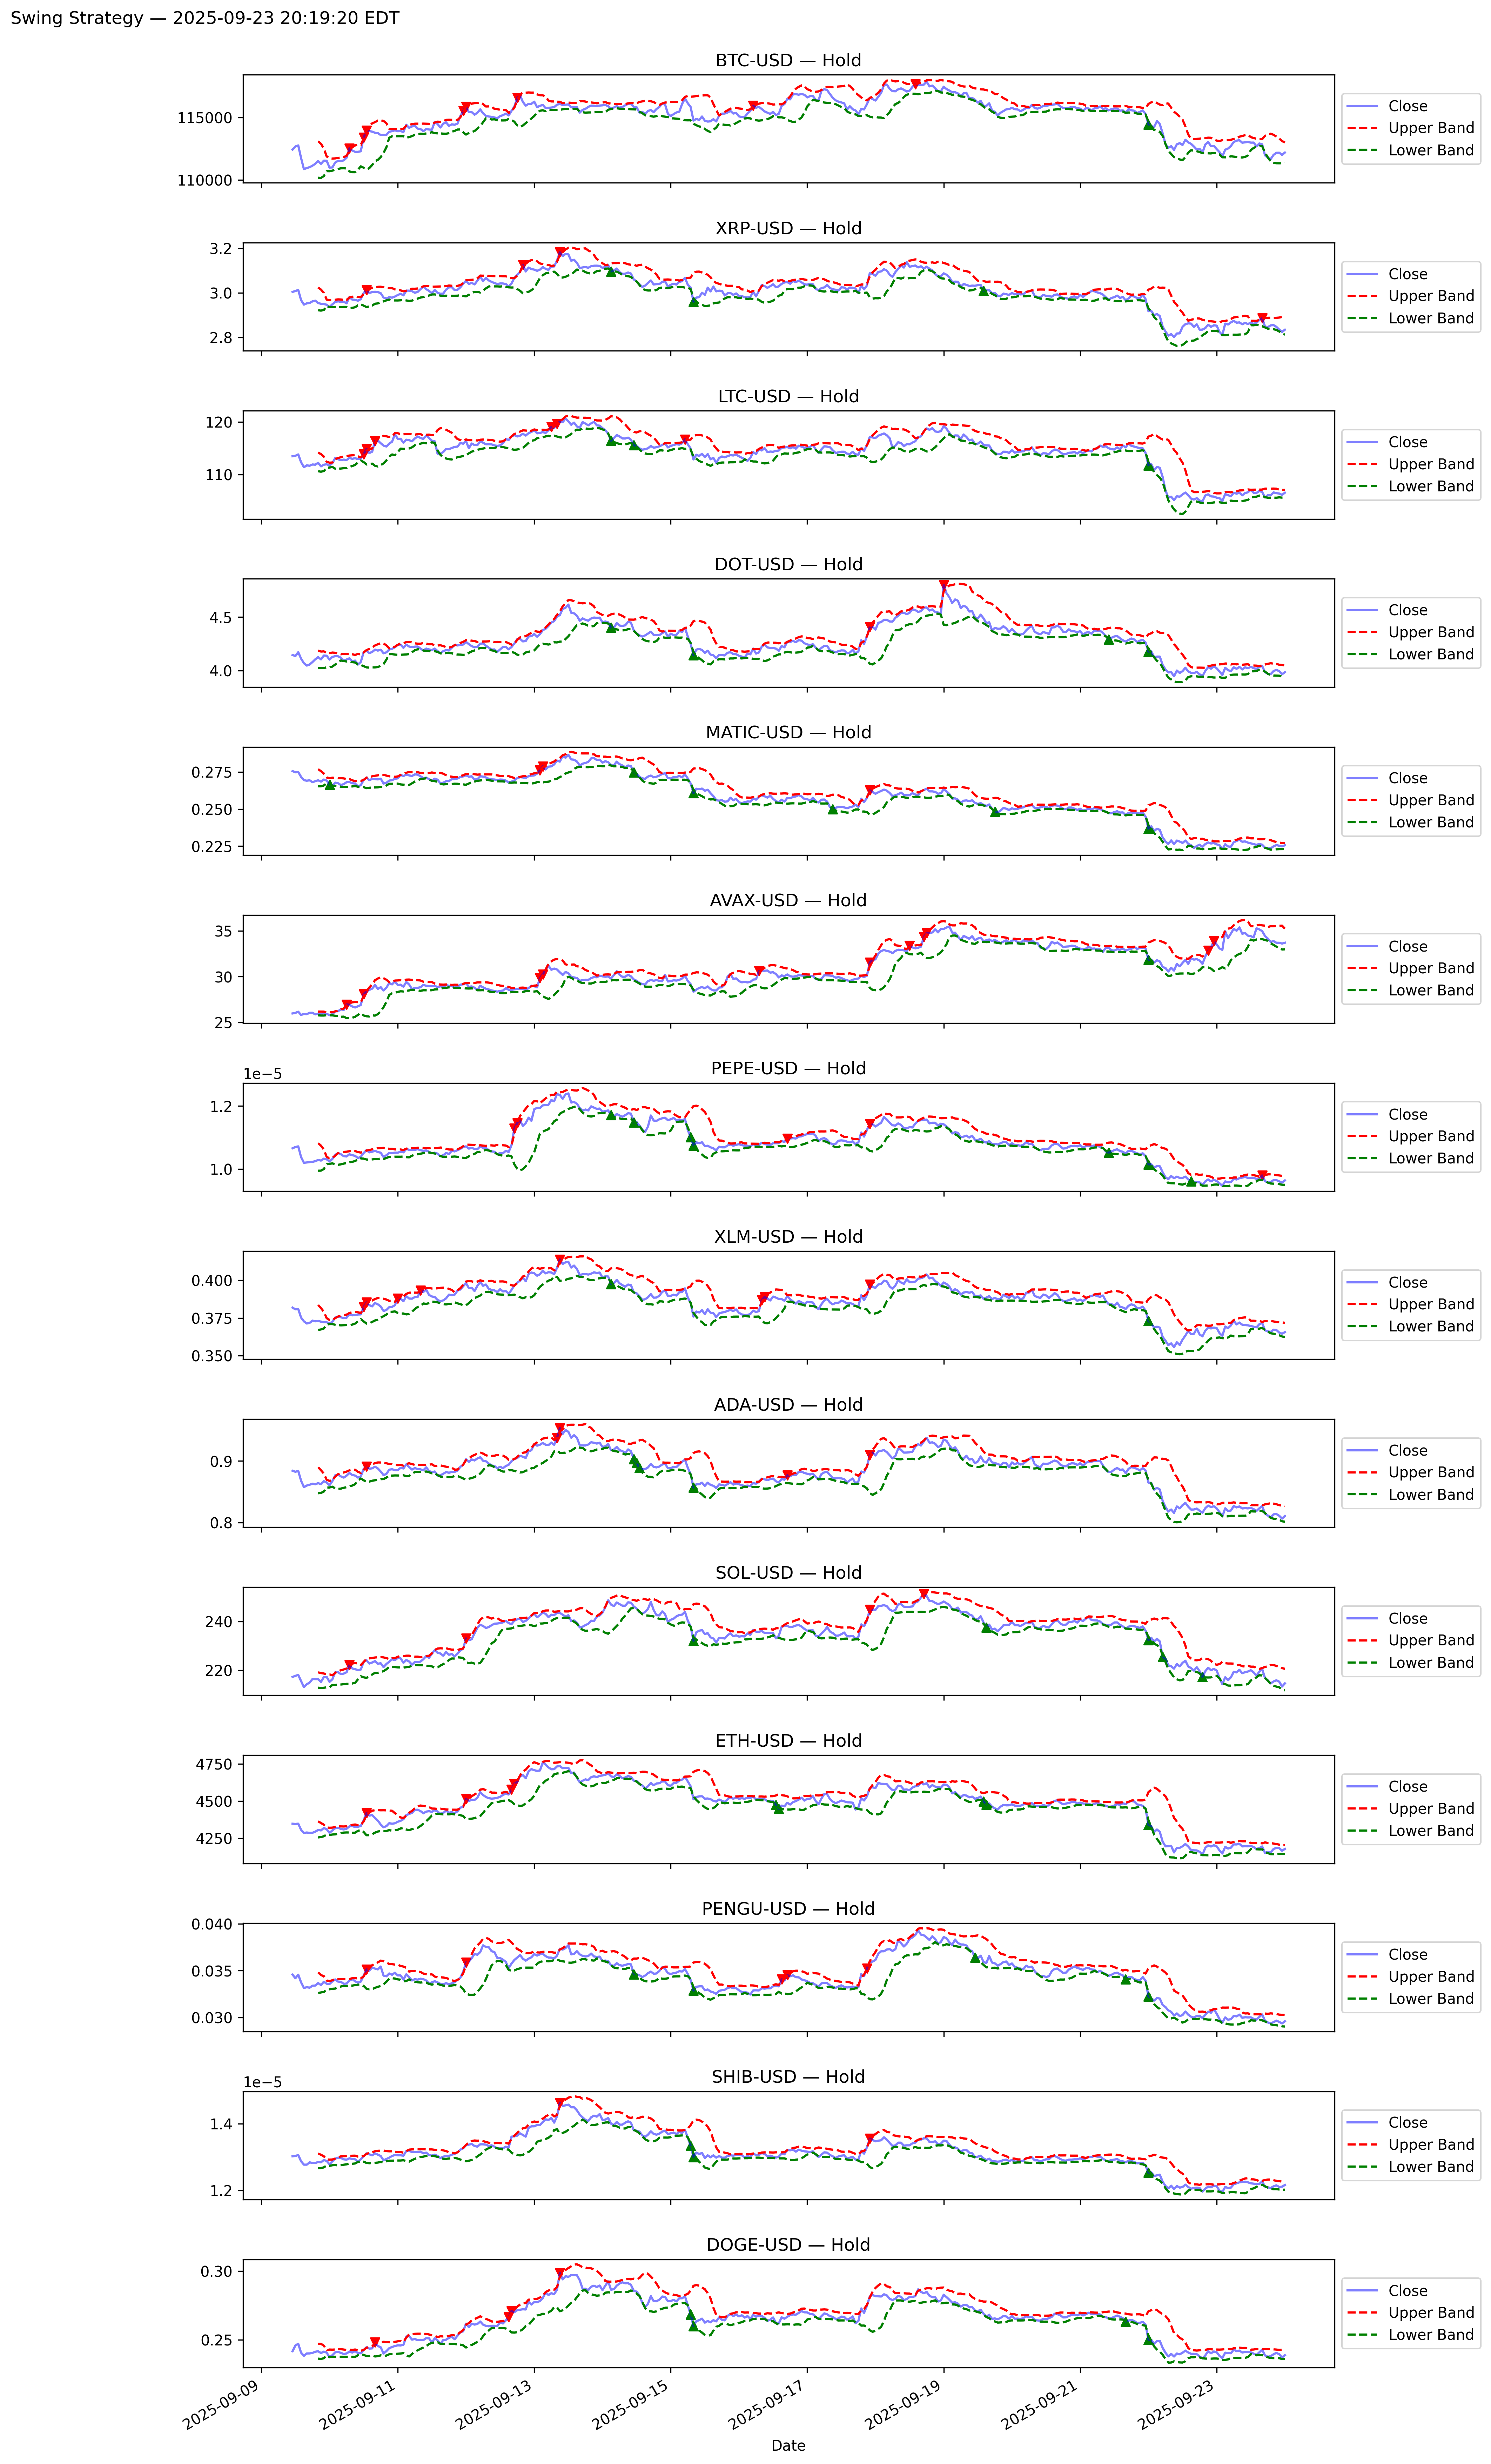 Swing Strategy — 2025-09-23 20:19:20 EDT
BTC-USD — Hold
115000
110000
Close
Upper Band
Lower Band
XRP-USD — Hold
3.2
3.0
2.8
Close
Upper Band
Lower Band
LTC-USD — Hold
120
110
Close
Upper Band
Lower Band
DOT-USD — Hold
4.5
4.0
Close
Upper Band
Lower Band
MATIC-USD — Hold
0.275
0.250
0.225
Close
Upper Band
Lower Band
AVAX-USD — Hold
35
30
25
Close
Upper Band
Lower Band
PEPE-USD — Hold
1e−5
1.2
1.0
Close
Upper Band
Lower Band
XLM-USD — Hold
0.400
0.375
0.350
Close
Upper Band
Lower Band
ADA-USD — Hold
0.9
0.8
Close
Upper Band
Lower Band
SOL-USD — Hold
240
220
Close
Upper Band
Lower Band
ETH-USD — Hold
4750
4500
4250
Close
Upper Band
Lower Band
PENGU-USD — Hold
0.040
0.035
0.030
Close
Upper Band
Lower Band
SHIB-USD — Hold
1e−5
1.4
1.2
Close
Upper Band
Lower Band
DOGE-USD — Hold
0.30
0.25
Close
Upper Band
Lower Band
2025-09-09
2025-09-11
2025-09-13
2025-09-15
2025-09-17
2025-09-19
2025-09-21
2025-09-23
Date